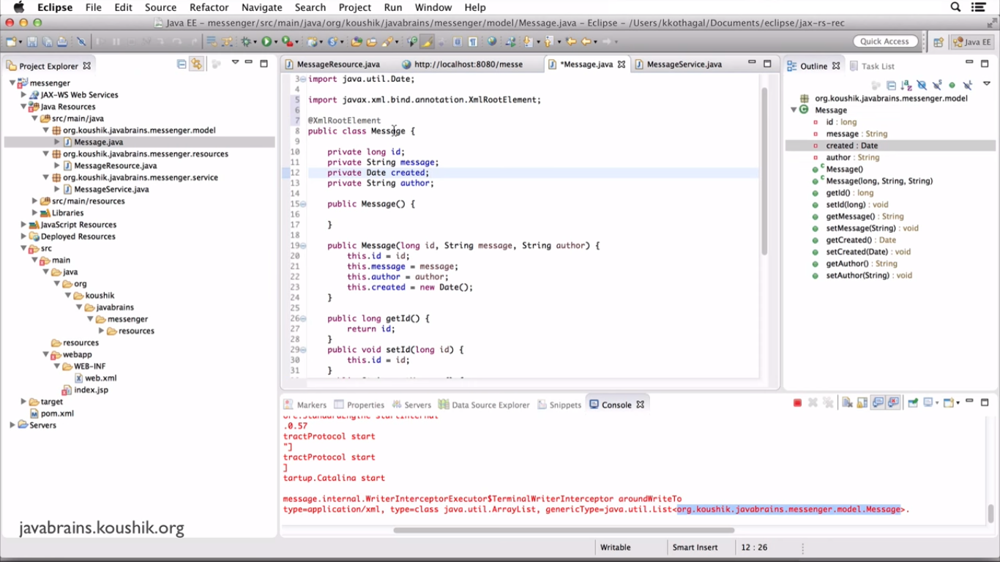 Eclipse File Edit Source Refactor Navigate Search Project Run Window Help
Java EE - messenger/src/main/java/org/koushik/javabrains/messenger/model/Message.java - Eclipse - /Users/kkothagal/Documents/eclipse/jax-rs-rec
Quick Access
Java EE
Project Explorer
messenger
JAX-WS Web Services
Java Resources
src/main/java
org.koushik.javabrains.messenger.model
Message.java
org.koushik.javabrains.messenger.resources
MessageResource.java
org.koushik.javabrains.messenger.service
MessageService.java
src/main/resources
Libraries
JavaScript Resources
Deployed Resources
src
main
java
org
koushik
javabrains
messenger
resources
resources
webapp
WEB-INF
web.xml
index.jsp
target
pom.xml
Servers
MessageResource.java http://localhost:8080/messe *Message.java MessageService.java
3 import java.util.Date;
4
5 import javax.xml.bind.annotation.XmlRootElement;
6
7 @XmlRootElement
8 public class Message {
9
10 private long id;
11 private String message;
12 private Date created;
13 private String author;
14
15 public Message() {
16
17 }
18
19 public Message(long id, String message, String author) {
20 this.id = id;
21 this.message = message;
22 this.author = author;
23 this.created = new Date();
24 }
25
26 public long getId() {
27 return id;
28 }
29 public void setId(long id) {
30 this.id = id;
31 }
Outline Task List
org.koushik.javabrains.messenger.model
Message
id : long
message : String
created : Date
author : String
Message()
Message(long, String, String)
getId() : long
setId(long) : void
getMessage() : String
setMessage(String) : void
getCreated() : Date
setCreated(Date) : void
getAuthor() : String
setAuthor(String) : void
Markers Properties Servers Data Source Explorer Snippets Console
.0.57
tractProtocol start
"]
tractProtocol start
]
tartup.Catalina start
message.internal.WriterInterceptorExecutor$TerminalWriterInterceptor aroundWriteTo
type=application/xml, type=class java.util.ArrayList, genericType=java.util.List<org.koushik.javabrains.messenger.model.Message>.
javabrains.koushik.org
Writable Smart Insert 12 : 26